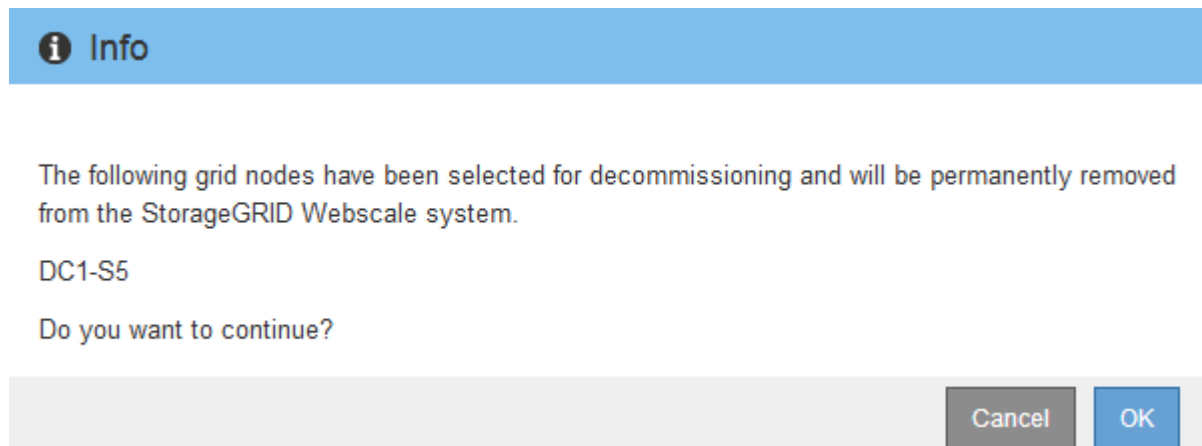 Info
The following grid nodes have been selected for decommissioning and will be permanently removed
from the StorageGRID Webscale system.
DC1-S5
Do you want to continue?
Cancel OK